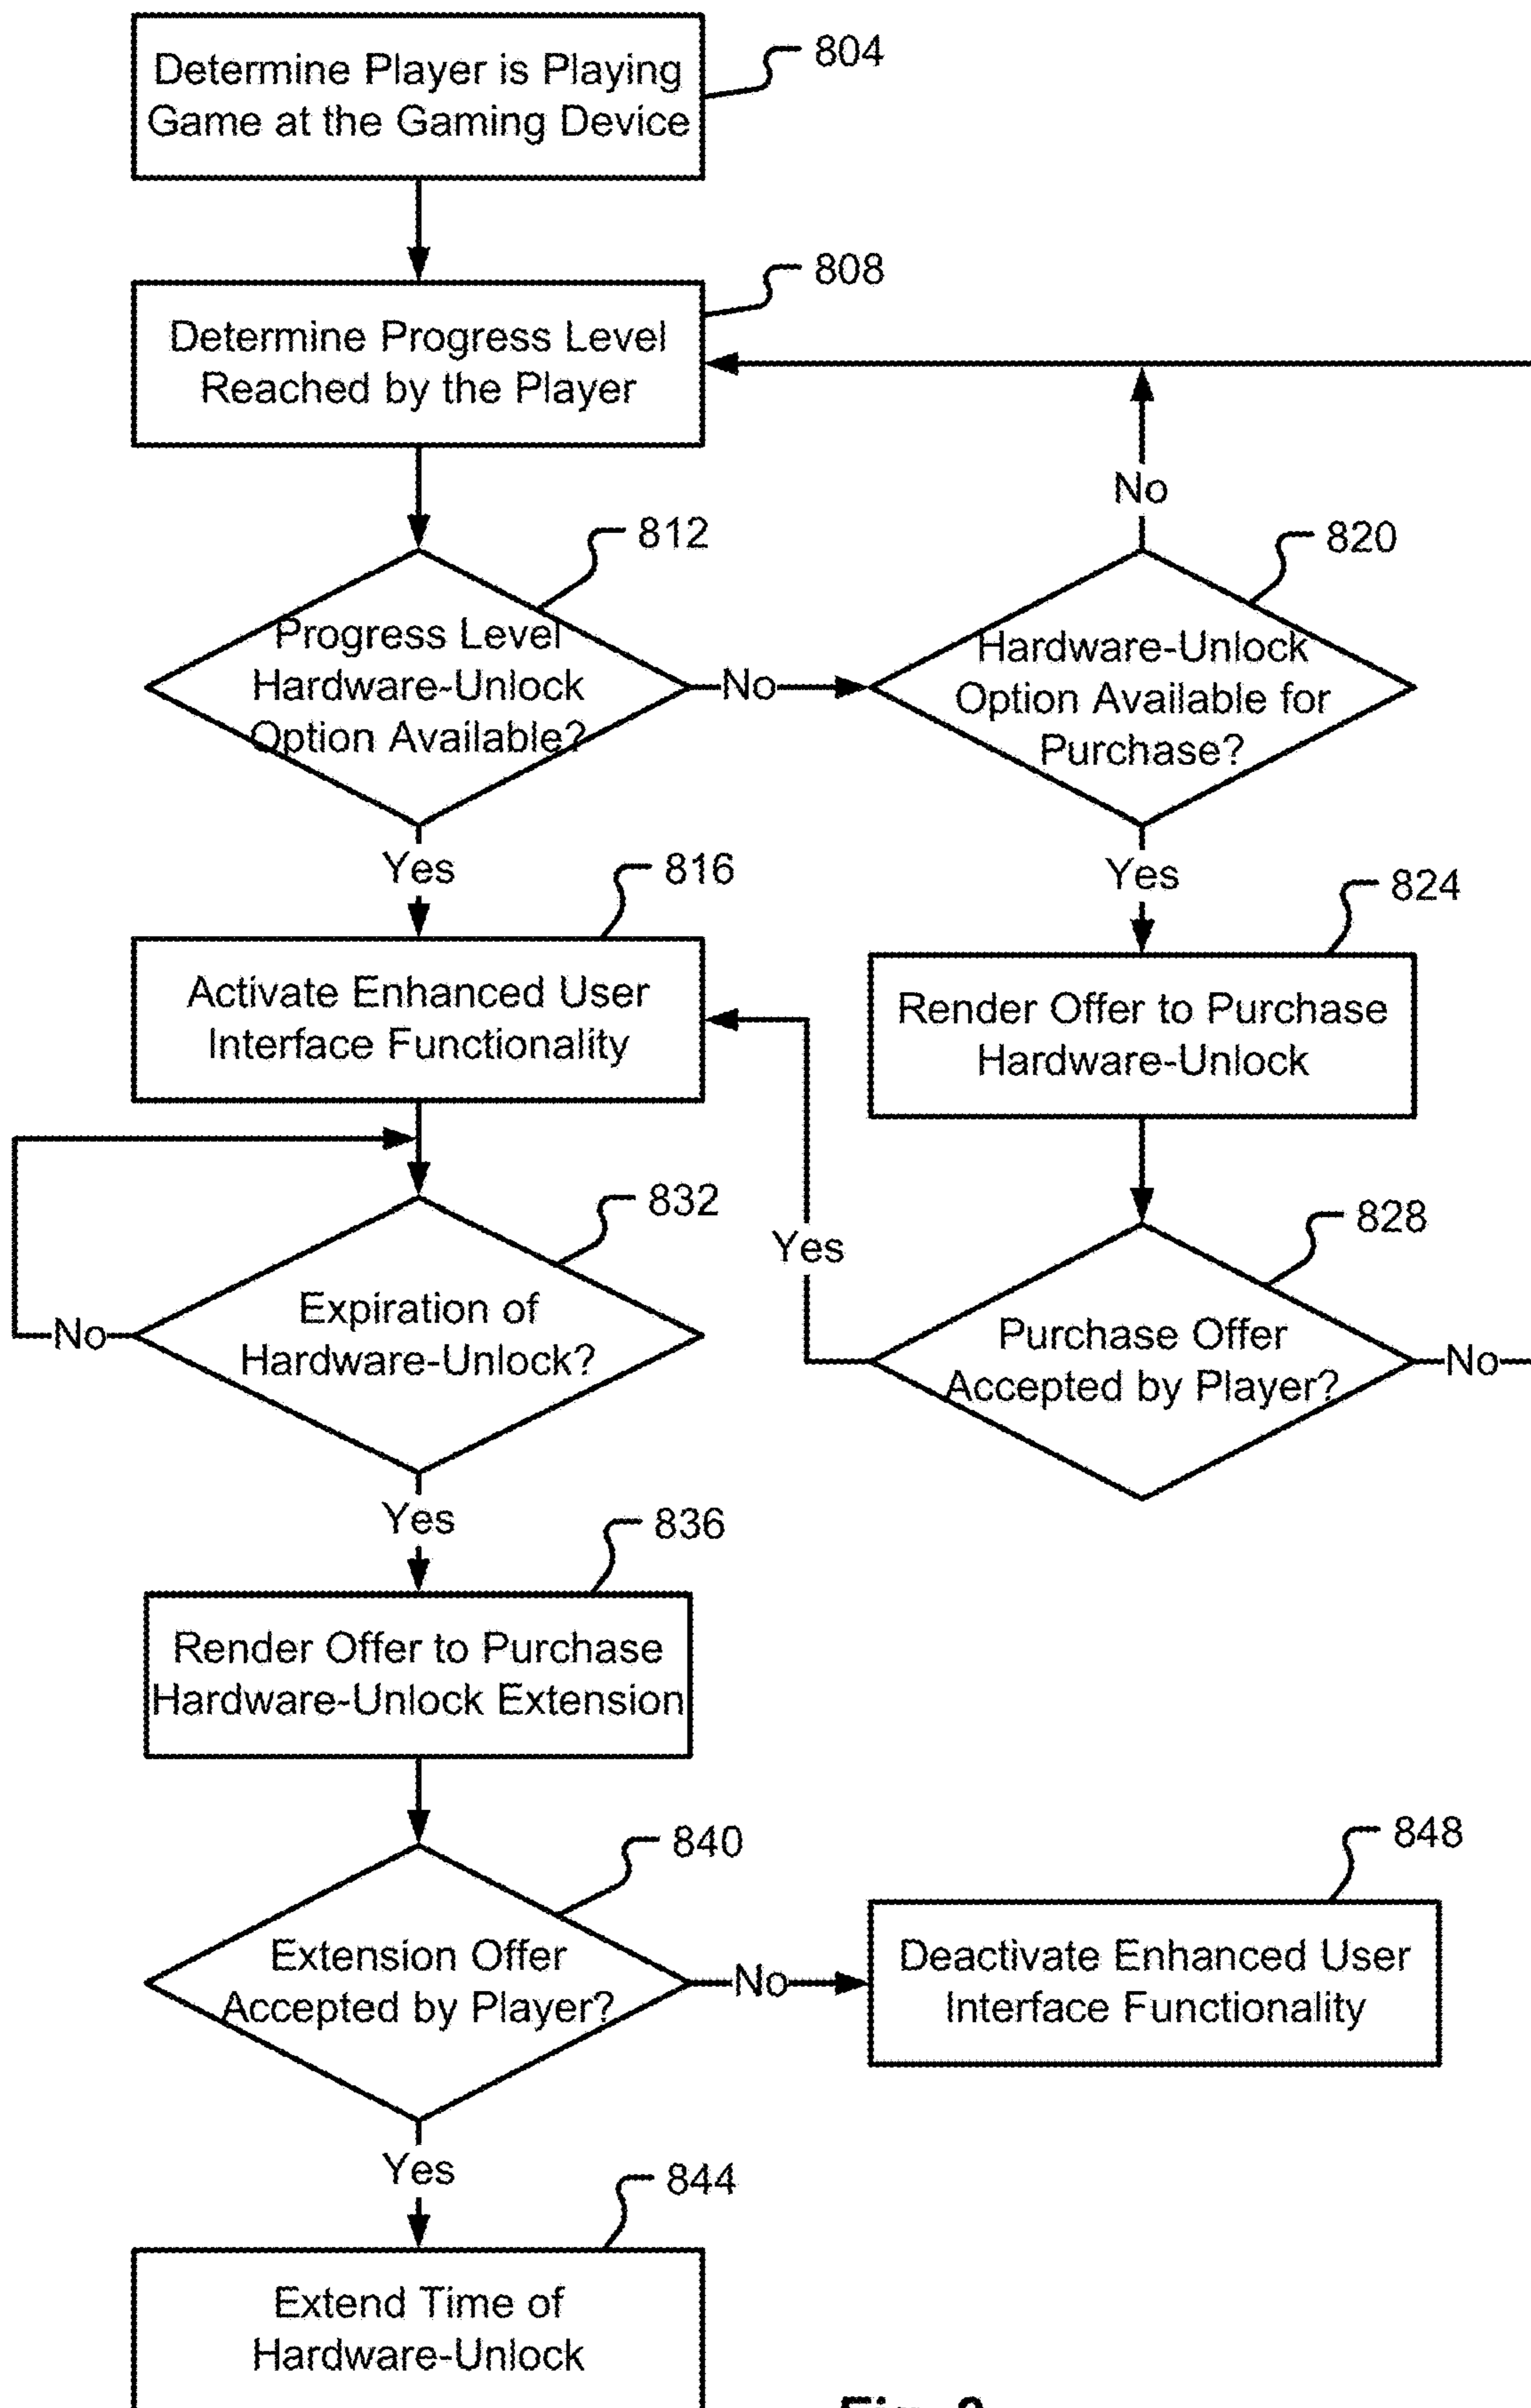 Determine Player is Playing
Game at the Gaming Device
804
Determine Progress Level
Reached by the Player
808
Progress Level
Hardware-Unlock
Option Available?
812
No
Hardware-Unlock
Option Available for
Purchase?
820
No
Yes
Yes
Activate Enhanced User
Interface Functionality
816
Render Offer to Purchase
Hardware-Unlock
824
Expiration of
Hardware-Unlock?
832
No
Yes
Purchase Offer
Accepted by Player?
828
No
Yes
Render Offer to Purchase
Hardware-Unlock Extension
836
Extension Offer
Accepted by Player?
840
No
Deactivate Enhanced User
Interface Functionality
848
Yes
Extend Time of
Hardware-Unlock
844